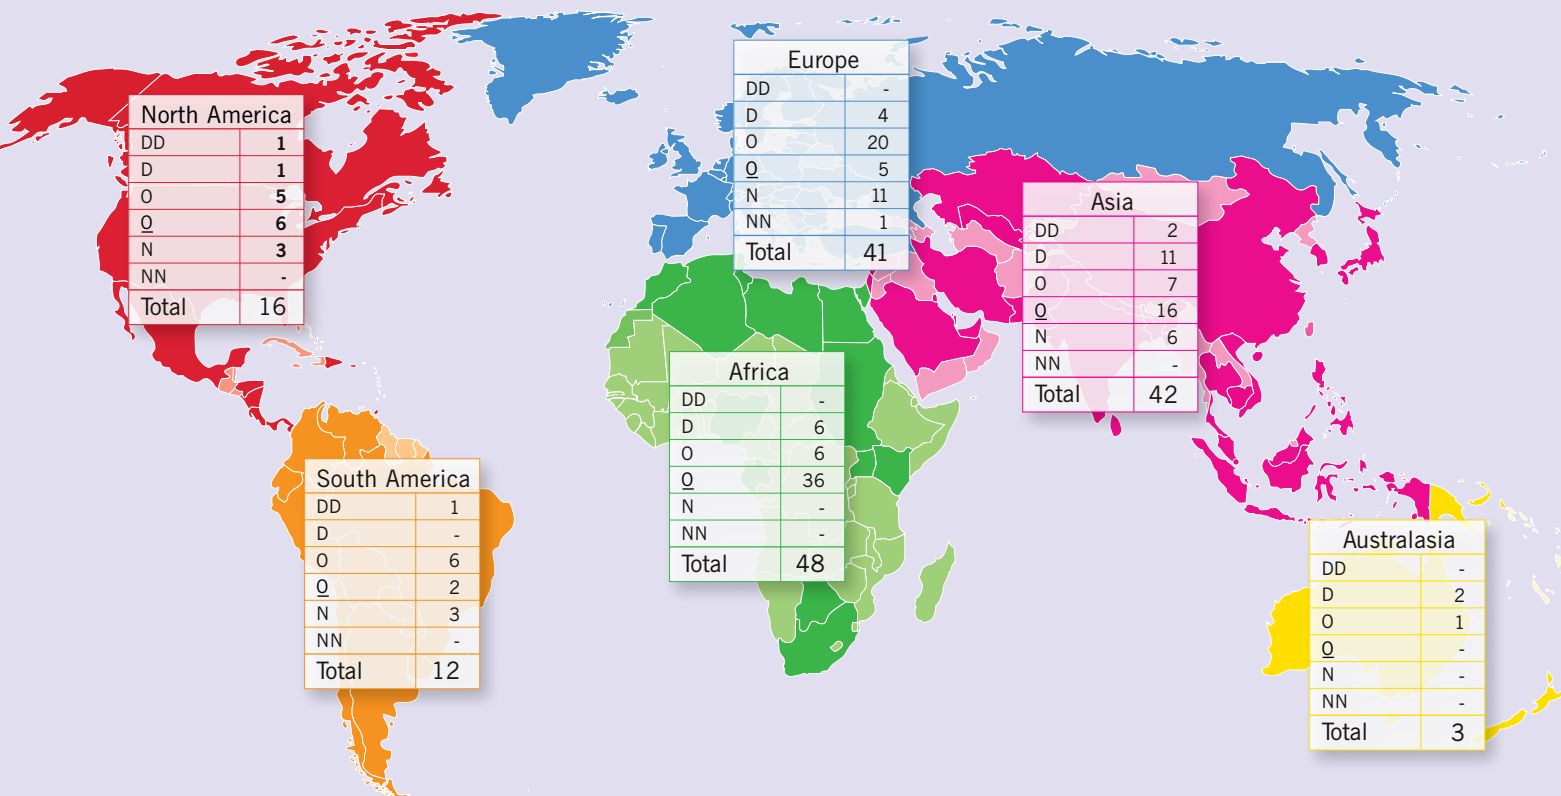 North America
DD 1
D 1
O 5
O 6
N 3
NN -
Total 16
Europe
DD -
D 4
O 20
O 5
N 11
NN 1
Total 41
Asia
DD 2
D 11
O 7
O 16
N 6
NN -
Total 42
Africa
DD -
D 6
O 6
O 36
N -
NN -
Total 48
South America
DD 1
D -
O 6
O 2
N 3
NN -
Total 12
Australasia
DD -
D 2
O 1
O -
N -
NN -
Total 3